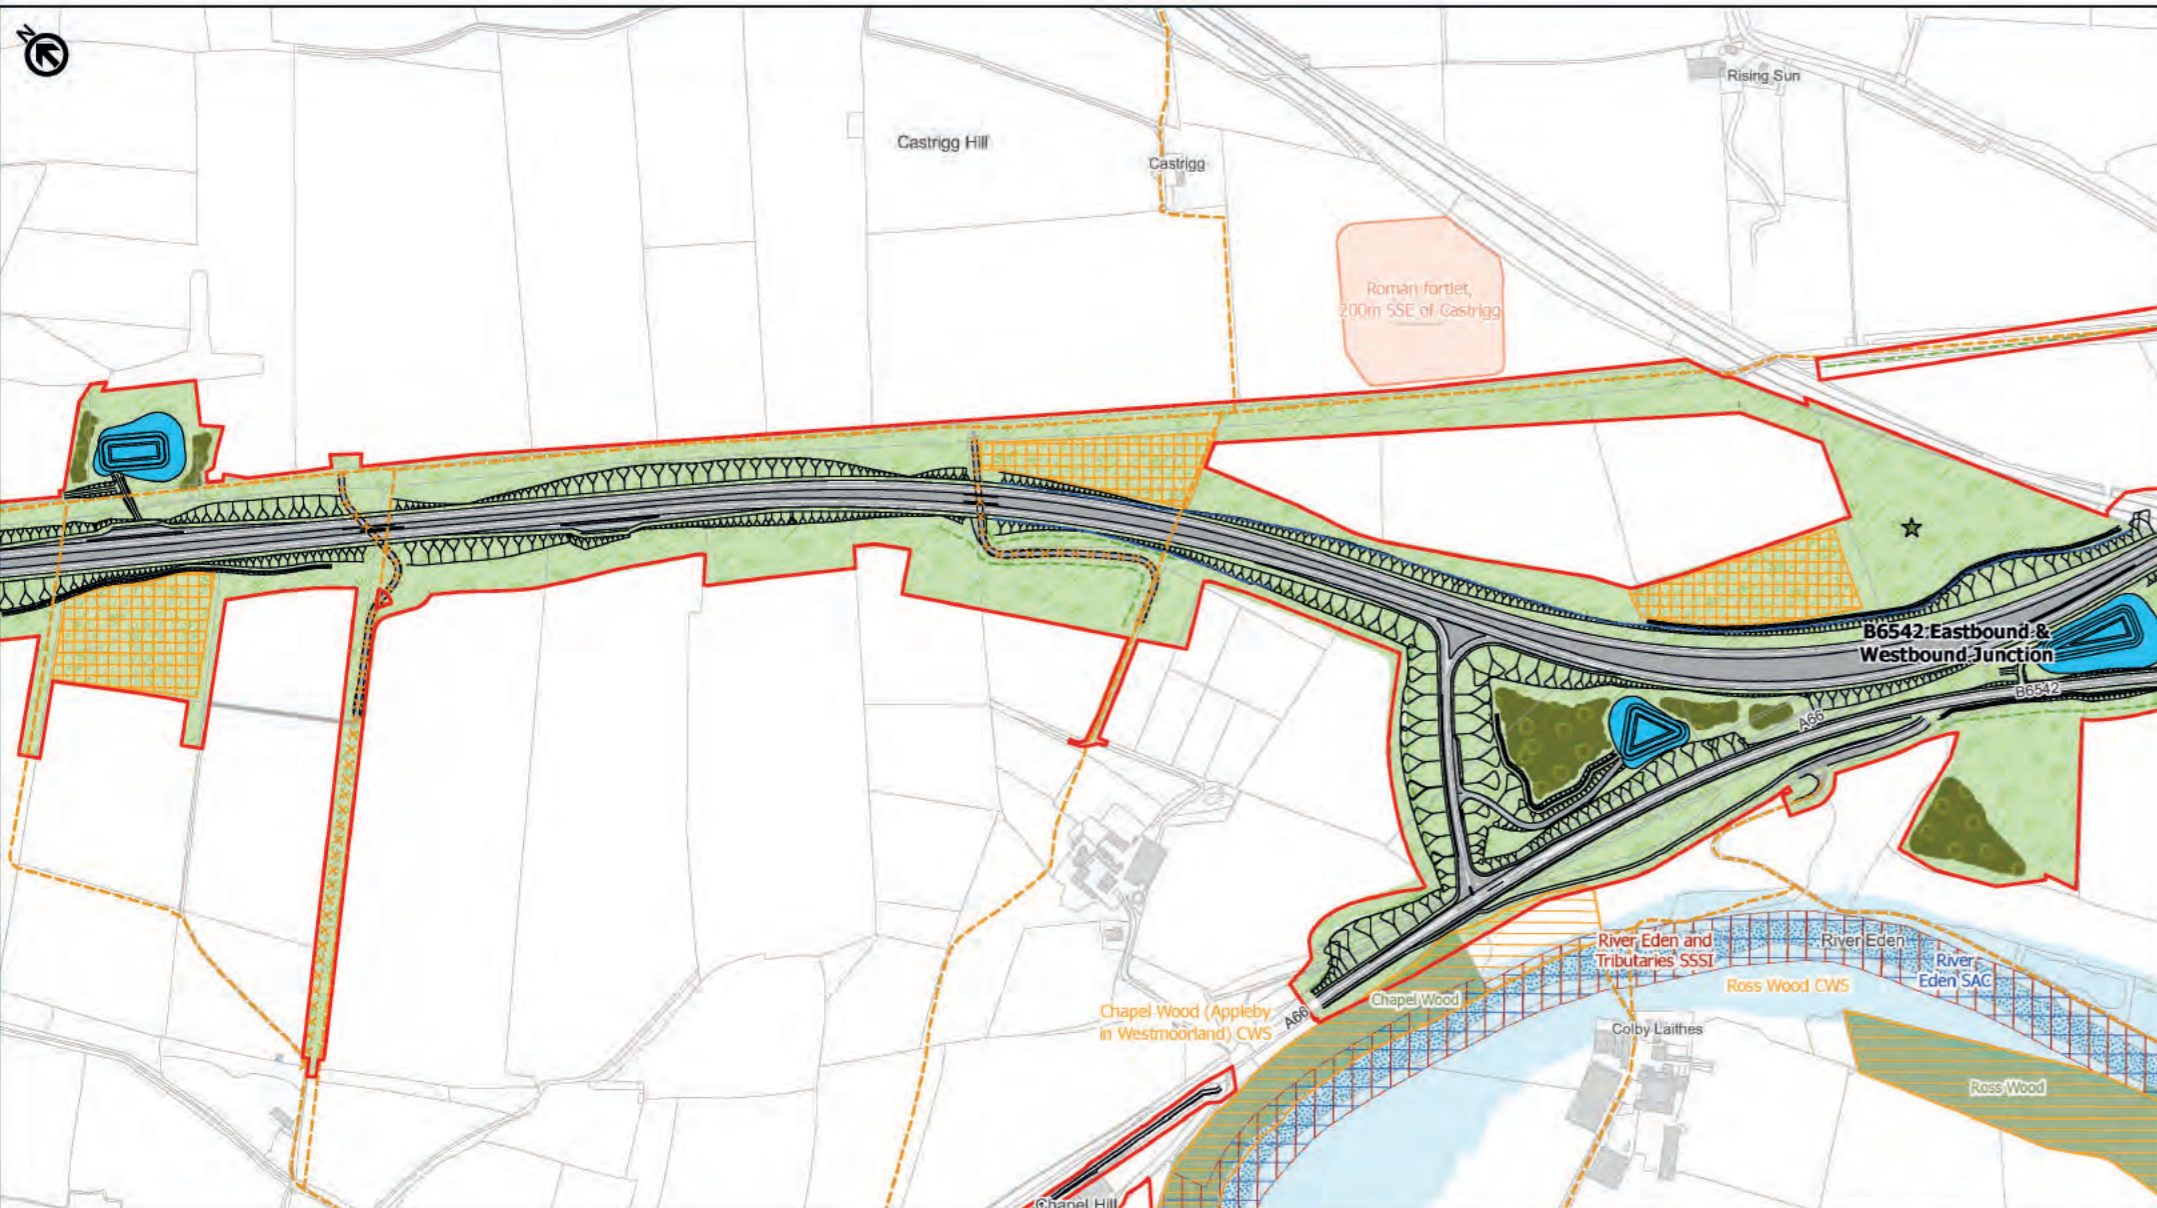 N
Rising Sun
Castrigg Hill
Castrigg
Roman fortlet,
200m SSE of Castrigg
B6542 Eastbound &
Westbound Junction
B6542
A66
River Eden and
Tributaries SSSI
River Eden
River
Eden SAC
Ross Wood CWS
Chapel Wood
Chapel Wood (Appleby
in Westmoorland) CWS
A66
Colby Laithes
Ross Wood
Chapel Hill